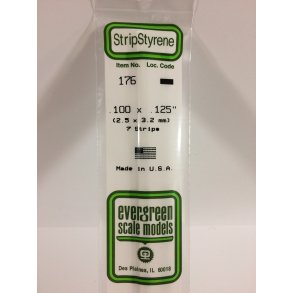 StripStyrene
Item No. Loc. Code
176
.100 x .125"
(2.5 x 3.2 mm)
7 Strips
Made in U.S.A.
evergreen
scale models
Des Plaines, IL 60018